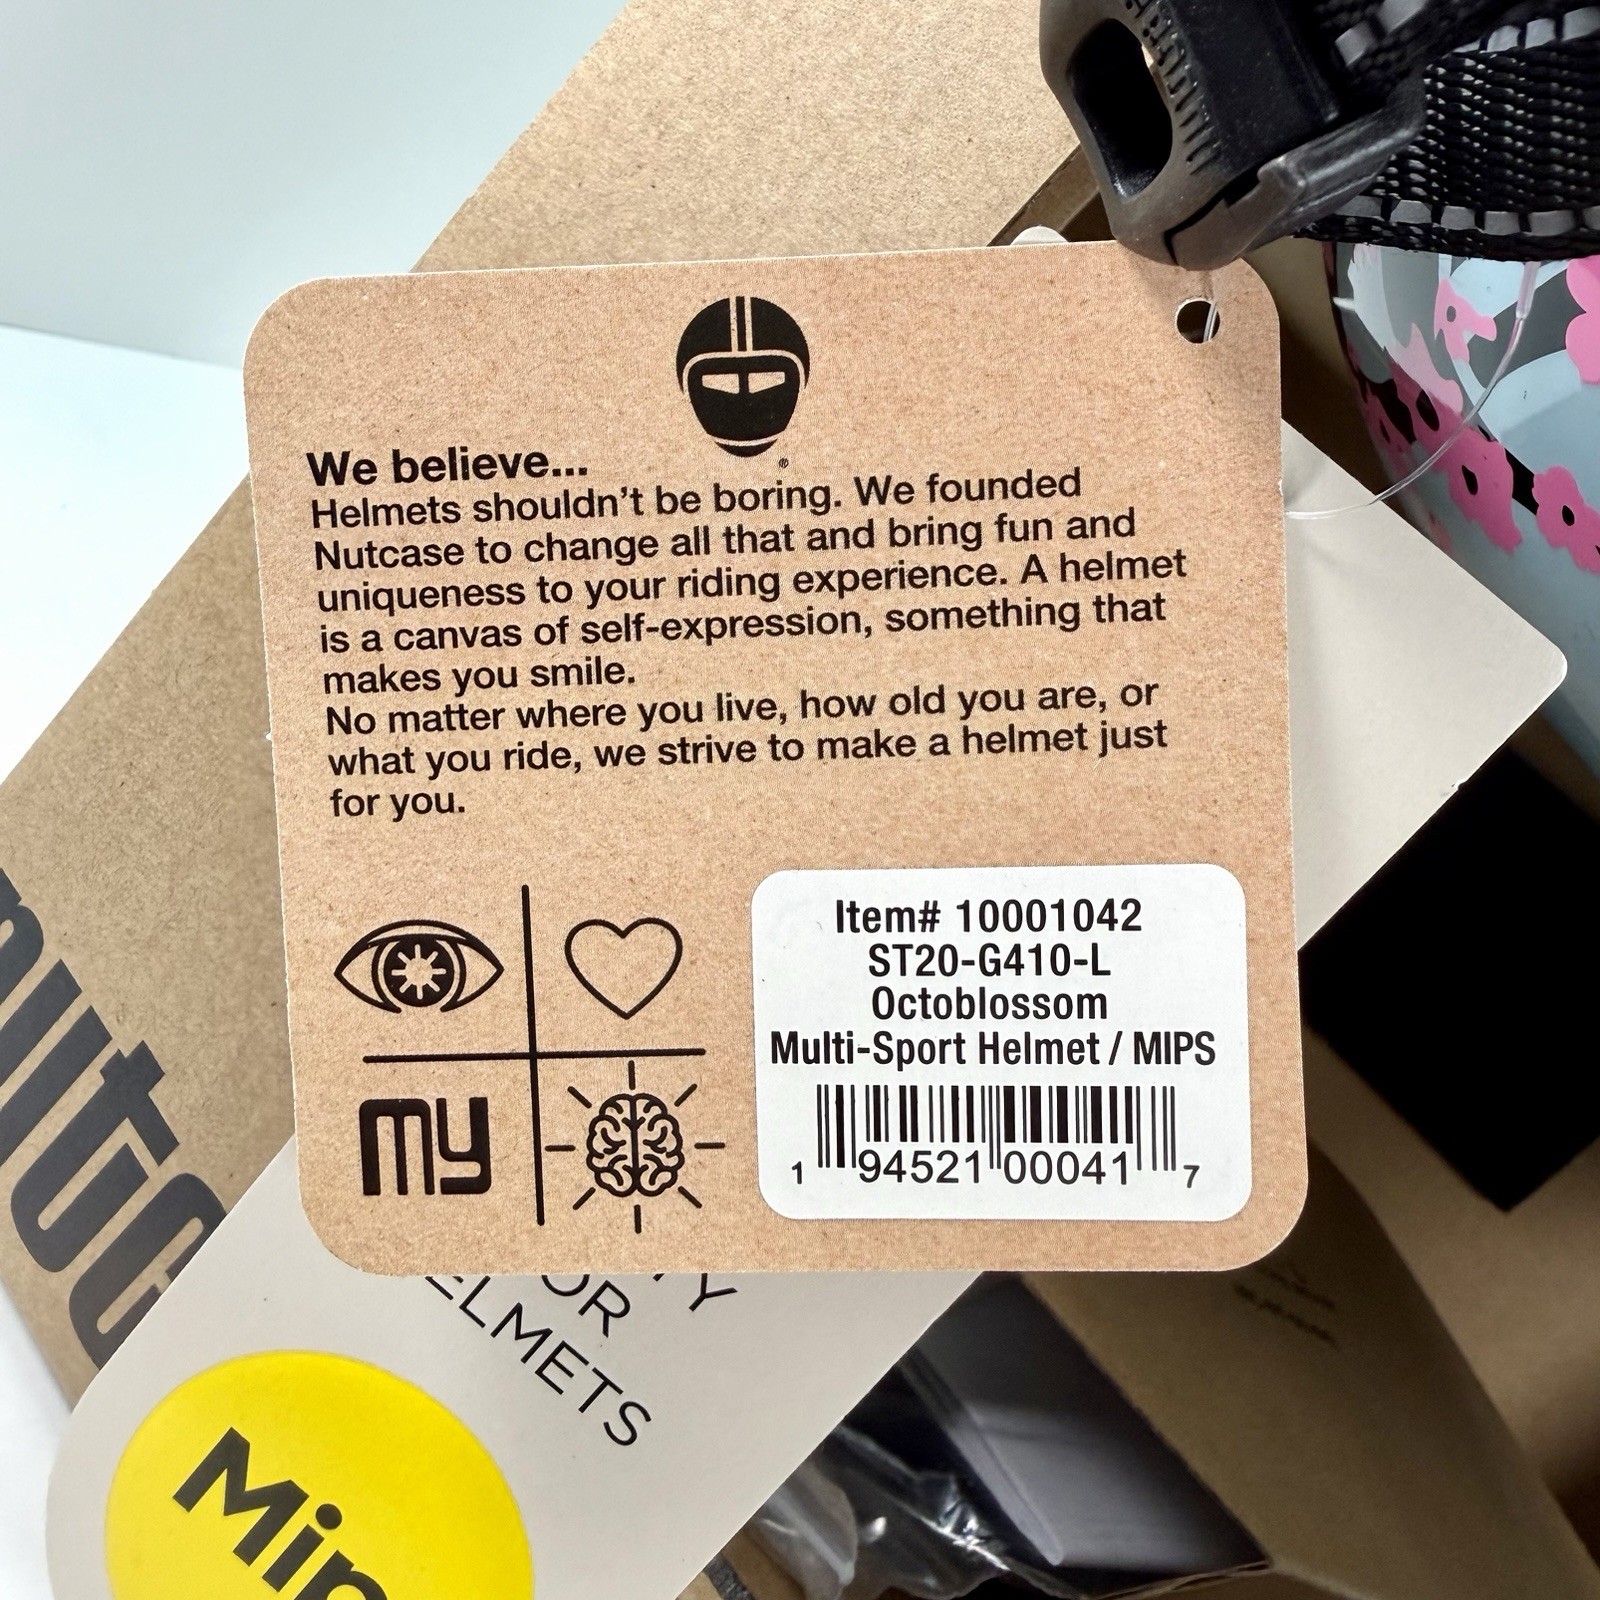 We believe...
Helmets shouldn't be boring. We founded
Nutcase to change all that and bring fun and
uniqueness to your riding experience. A helmet
is a canvas of self-expression, something that
makes you smile.
No matter where you live, how old you are, or
what you ride, we strive to make a helmet just
for you.
my
Item# 10001042
ST20-G410-L
Octoblossom
Multi-Sport Helmet / MIPS
1 94521 00041 7